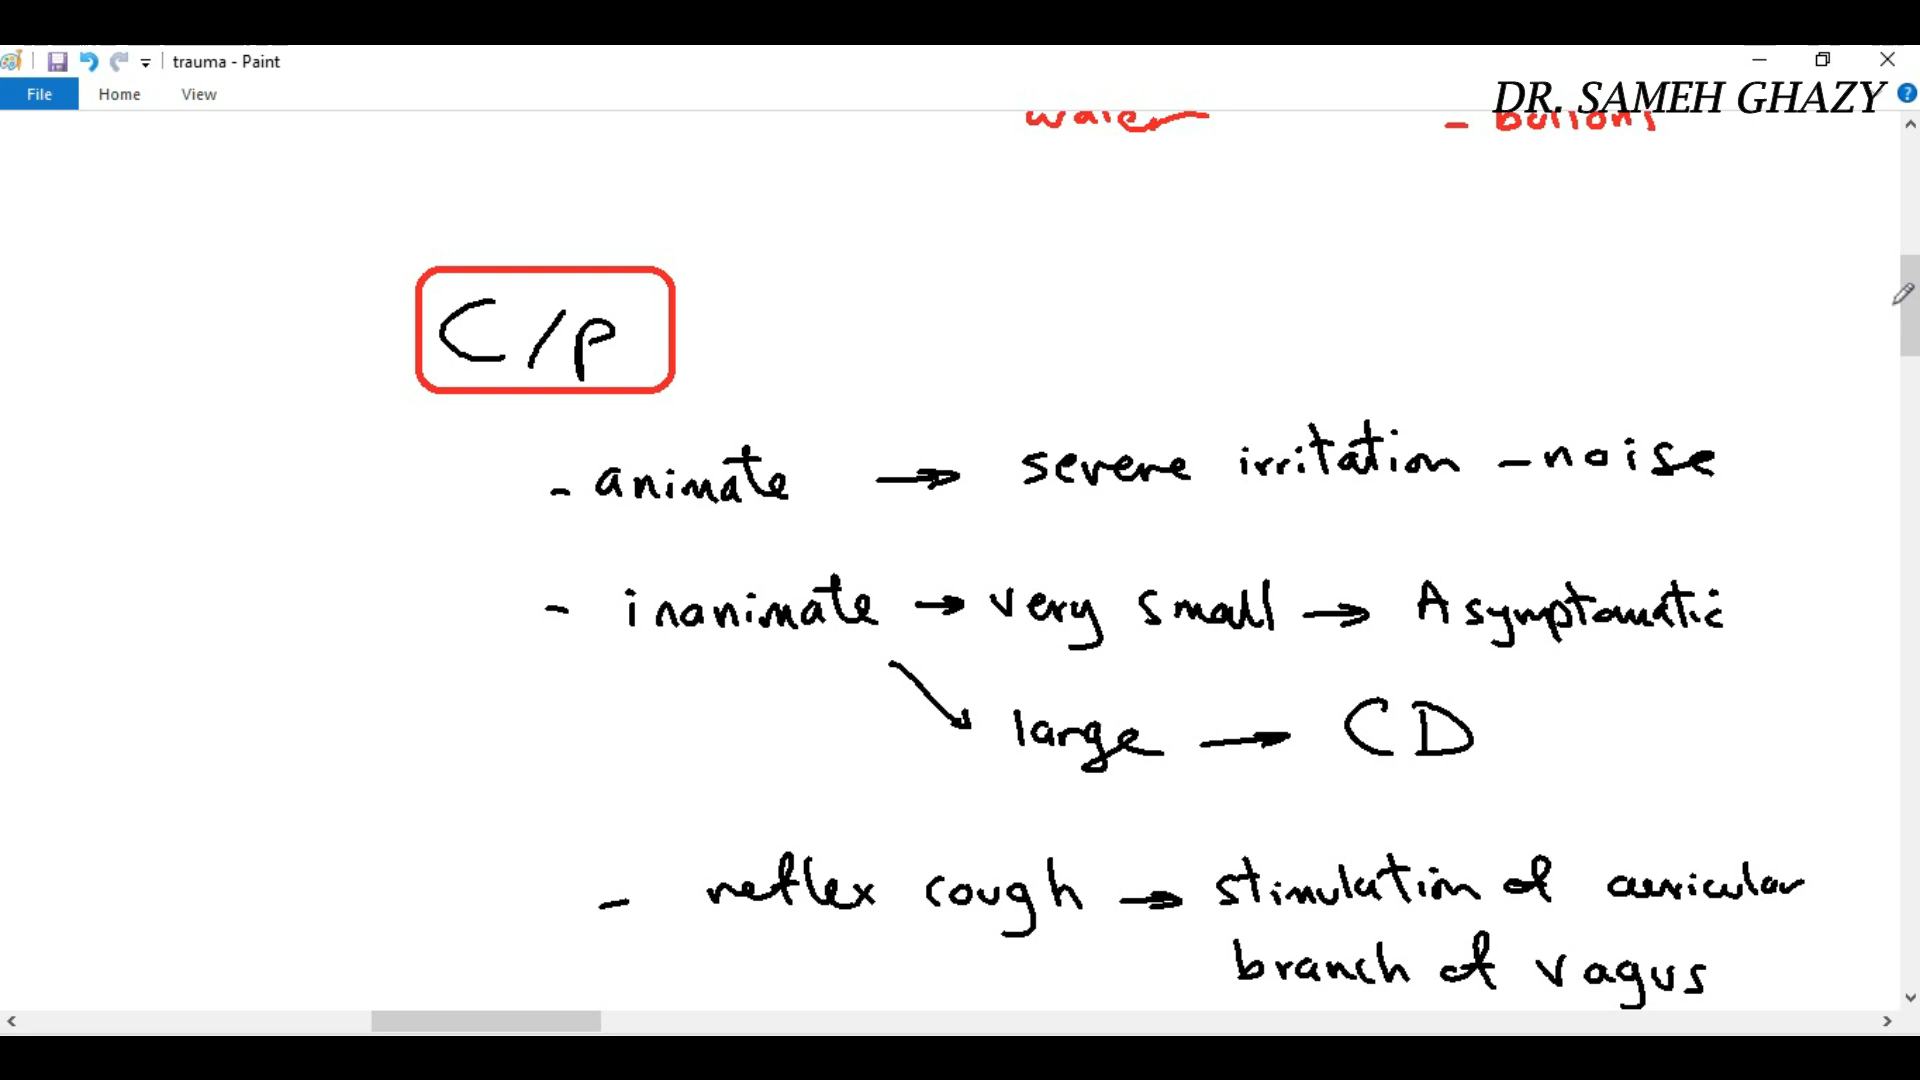 trauma - Paint
File Home View
DR. SAMEH GHAZY
C/P
- animate → severe irritation - noise
- inanimate → very small → Asymptomatic
large → CD
- reflex cough → stimulation of auricular
branch of vagus